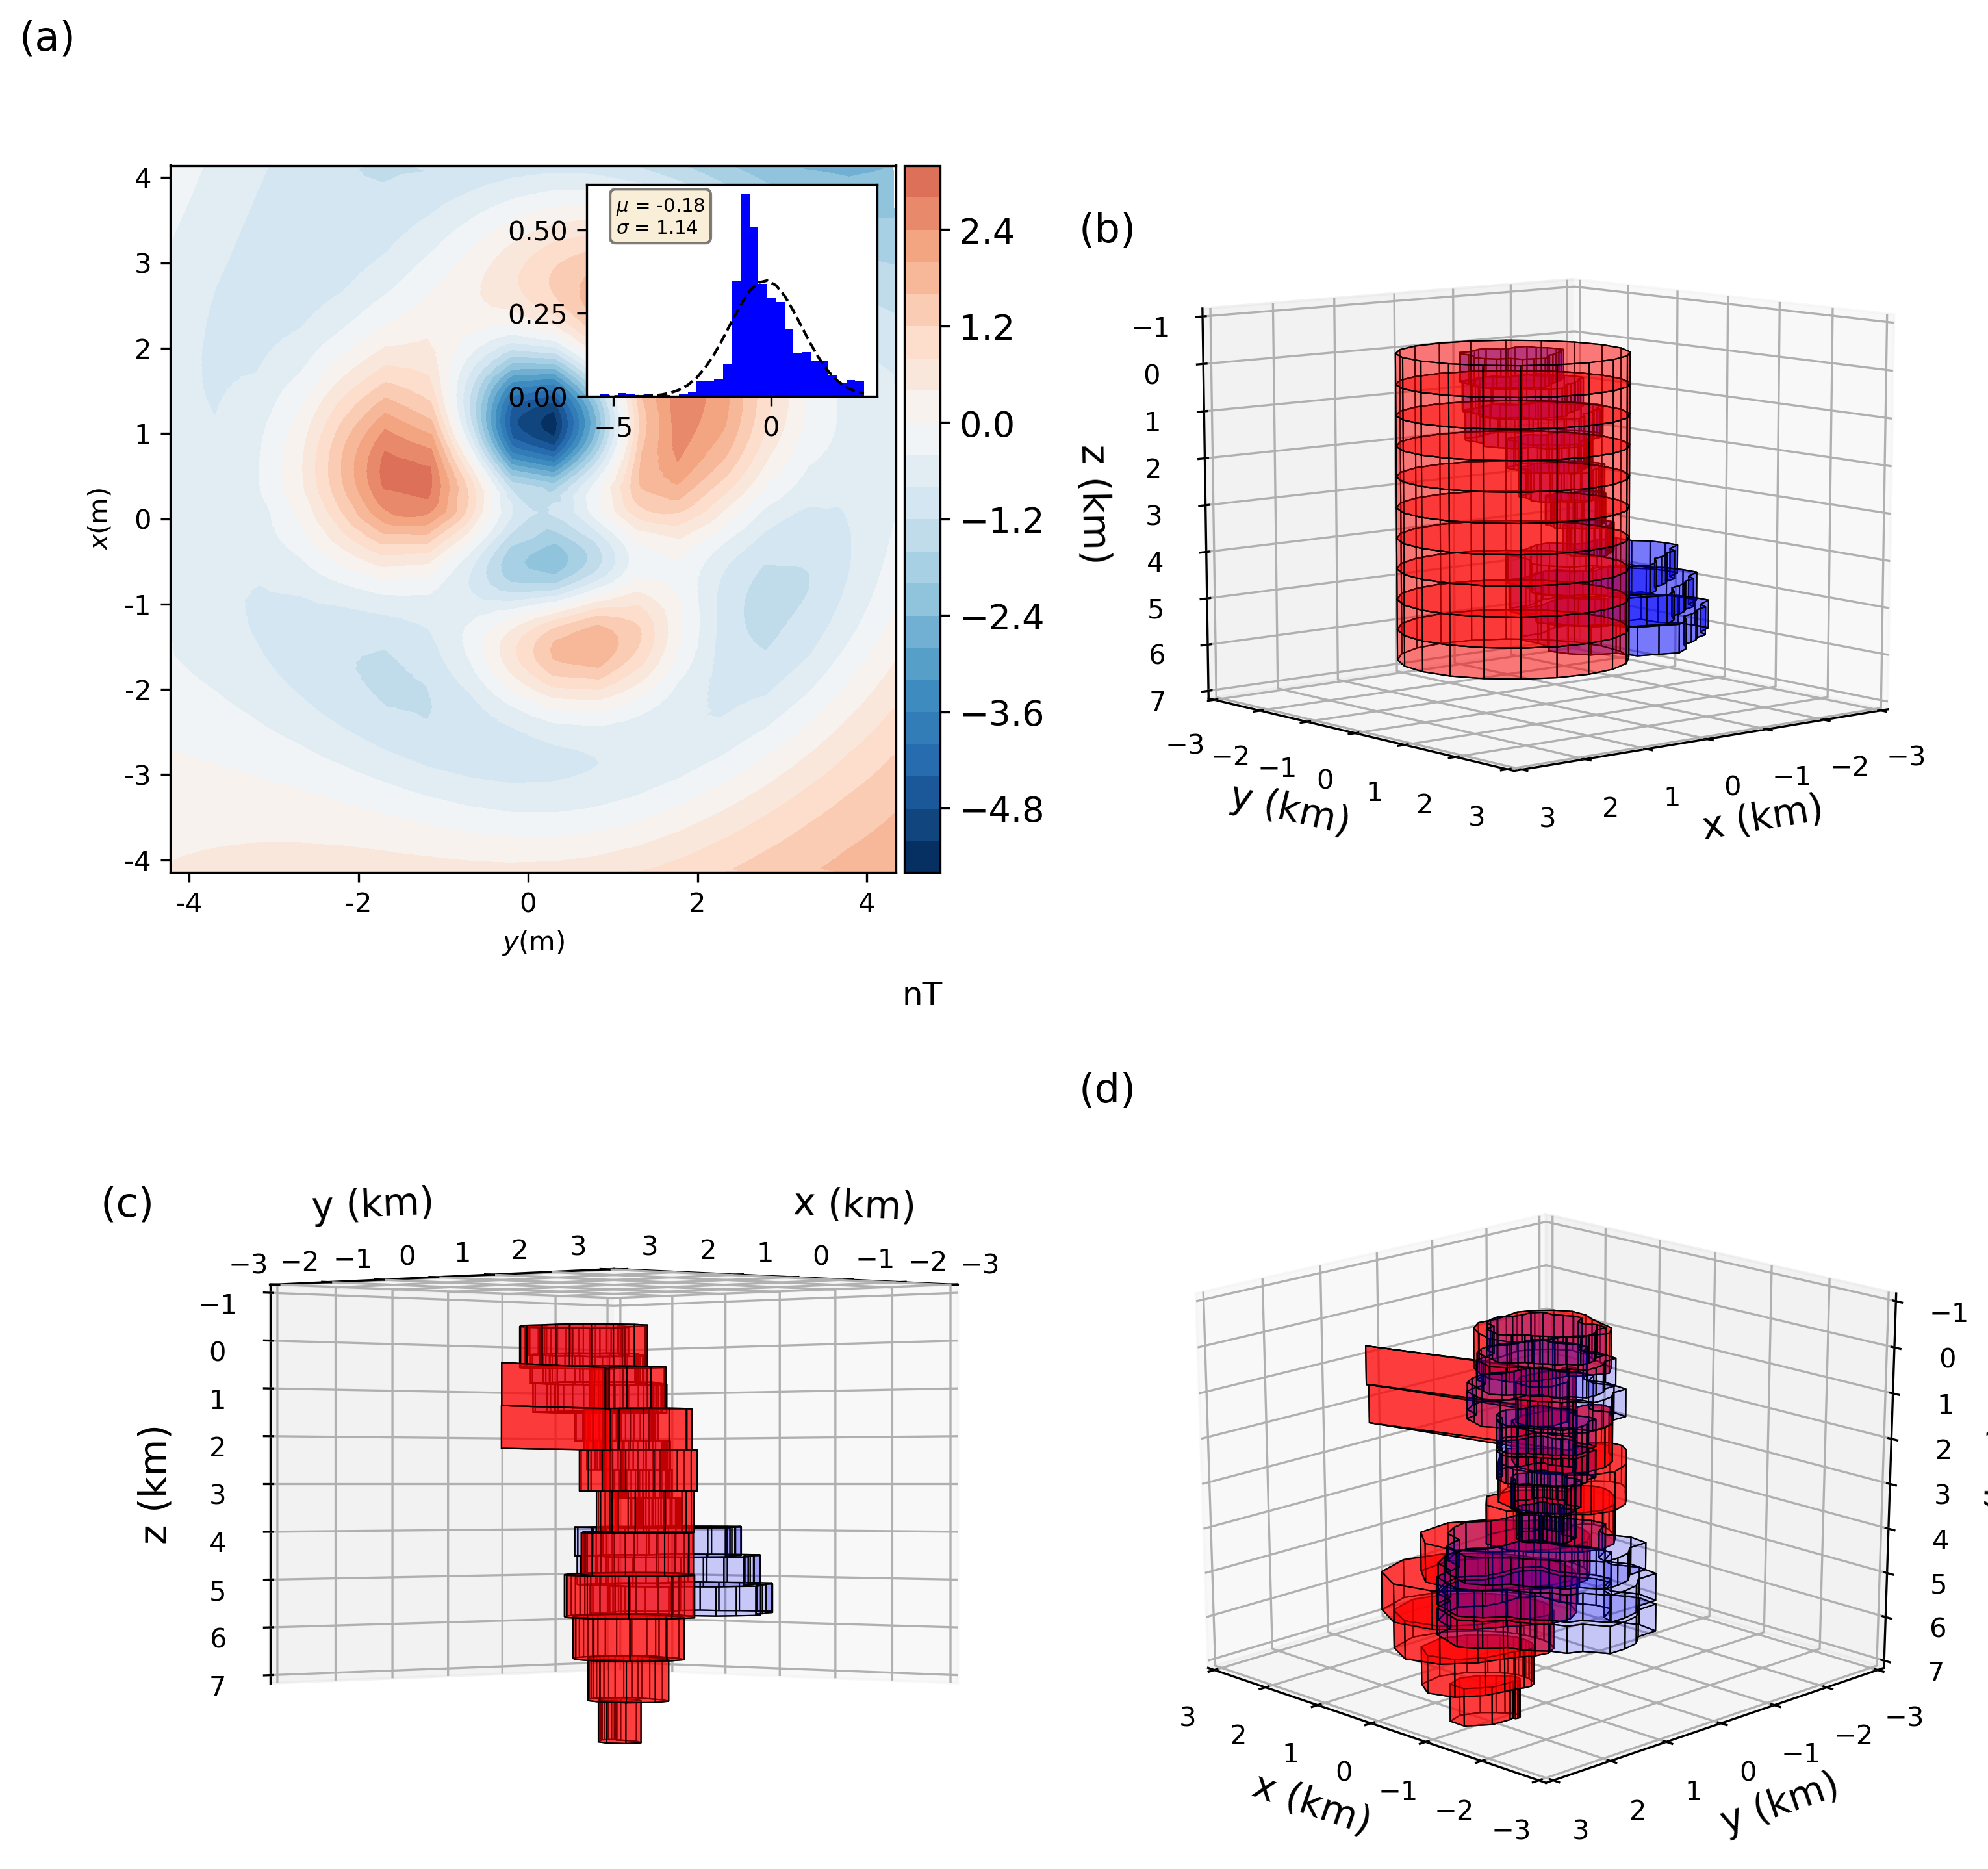 (a)
4
3
2
1
0
-1
-2
-3
-4
x(m)
-4 -2 0 2 4
y(m)
μ = -0.18
σ = 1.14
0.50
0.25
0.00
−5 0
2.4
1.2
0.0
−1.2
−2.4
−3.6
−4.8
nT
(b)
−1
0
1
2
3
4
5
6
7
z (km)
−3 −2 −1 0 1 2 3
y (km)
3 2 1 0 −1 −2 −3
x (km)
(c)
y (km) x (km)
−3 −2 −1 0 1 2 3 3 2 1 0 −1 −2 −3
−1
0
1
2
3
4
5
6
7
z (km)
(d)
−1
0
1
2
3
4
5
6
7
3 2 1 0 −1 −2 −3
x (km)
3 2 1 0 −1 −2 −3
y (km)